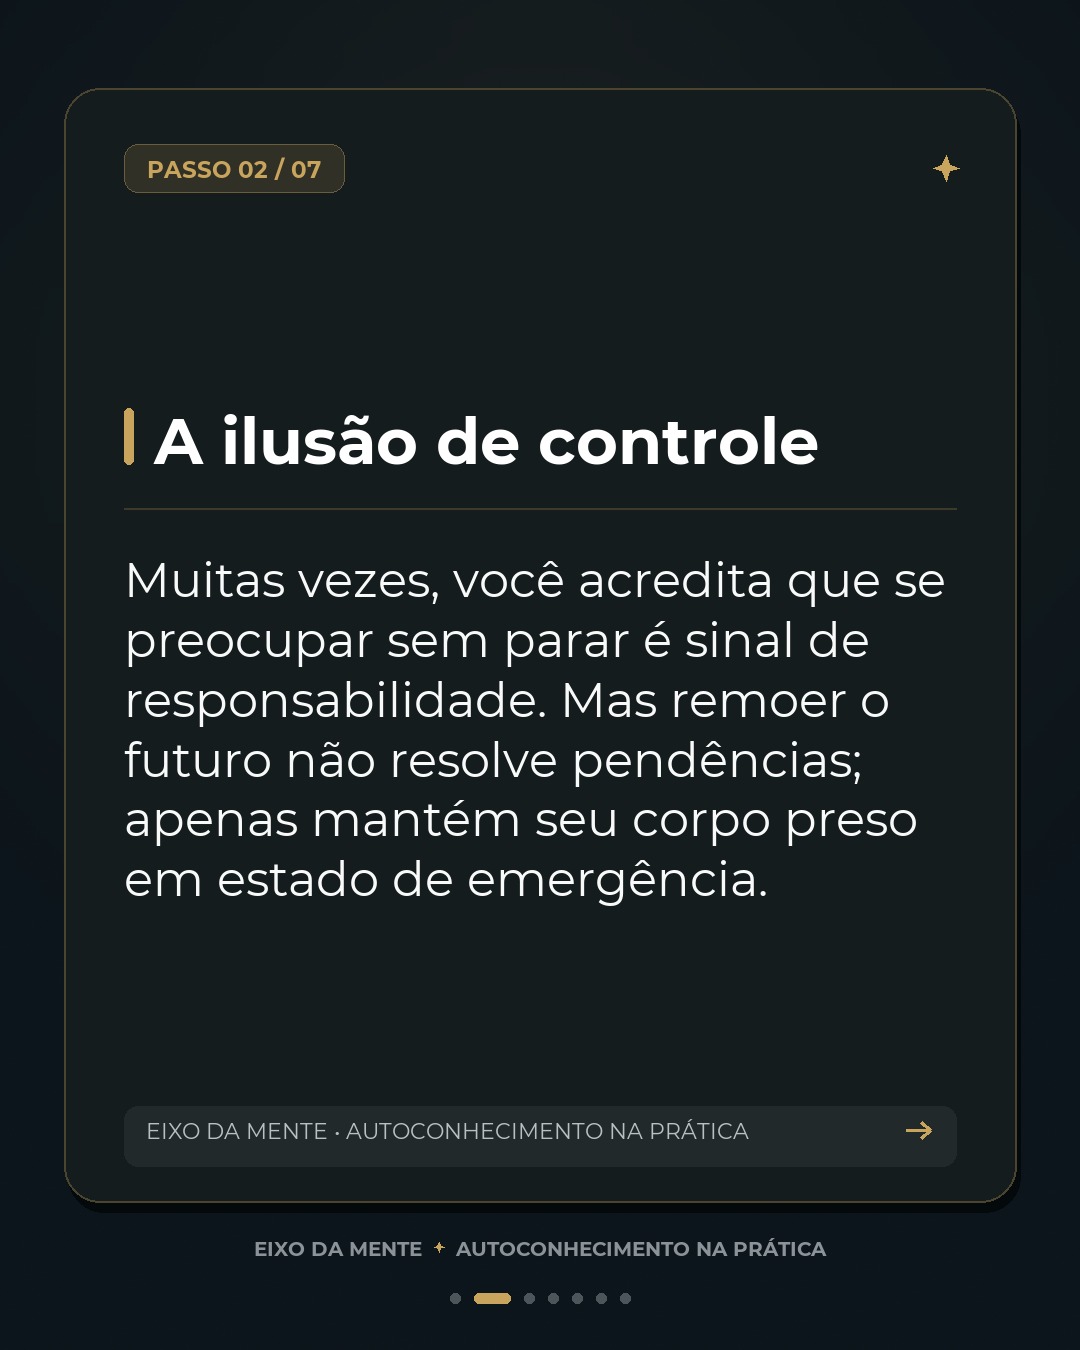 PASSO 02 / 07
A ilusão de controle
Muitas vezes, você acredita que se
preocupar sem parar é sinal de
responsabilidade. Mas remoer o
futuro não resolve pendências;
apenas mantém seu corpo preso
em estado de emergência.
EIXO DA MENTE • AUTOCONHECIMENTO NA PRÁTICA
EIXO DA MENTE ✦ AUTOCONHECIMENTO NA PRÁTICA